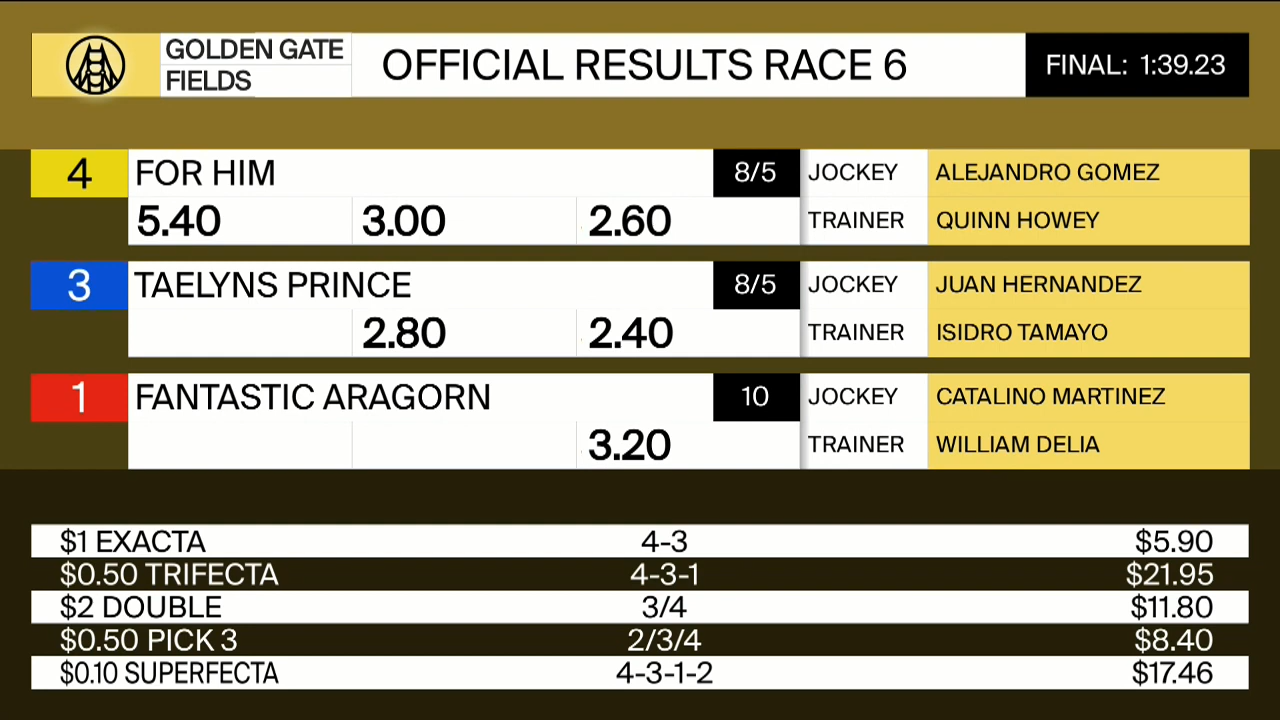 GOLDEN GATE
FIELDS
OFFICIAL RESULTS RACE 6
FINAL: 1:39.23
4 FOR HIM 8/5 JOCKEY ALEJANDRO GOMEZ
5.40 3.00 2.60 TRAINER QUINN HOWEY
3 TAELYNS PRINCE 8/5 JOCKEY JUAN HERNANDEZ
2.80 2.40 TRAINER ISIDRO TAMAYO
1 FANTASTIC ARAGORN 10 JOCKEY CATALINO MARTINEZ
3.20 TRAINER WILLIAM DELIA
$1 EXACTA 4-3 $5.90
$0.50 TRIFECTA 4-3-1 $21.95
$2 DOUBLE 3/4 $11.80
$0.50 PICK 3 2/3/4 $8.40
$0.10 SUPERFECTA 4-3-1-2 $17.46